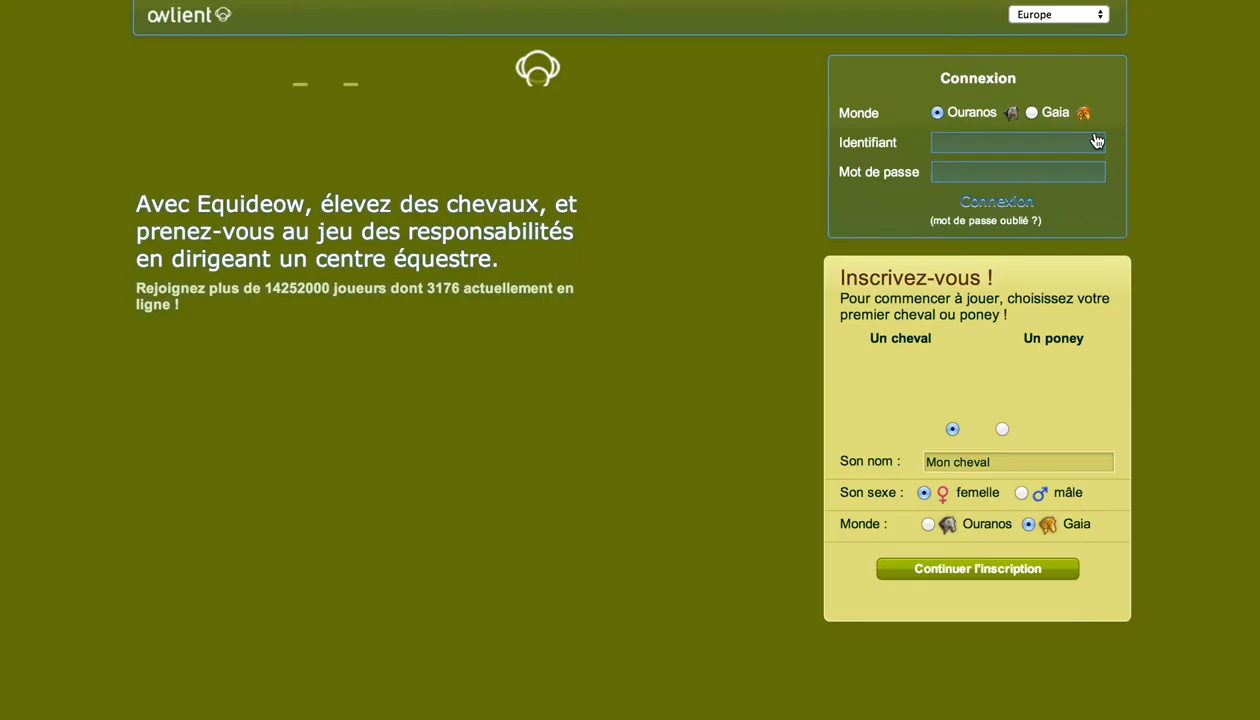 owlient
Europe
Connexion
Monde Ouranos Gaia
Identifiant
Mot de passe
Connexion
(mot de passe oublié ?)
Avec Equideow, élevez des chevaux, et
prenez-vous au jeu des responsabilités
en dirigeant un centre équestre.
Rejoignez plus de 14252000 joueurs dont 3176 actuellement en
ligne !
Inscrivez-vous !
Pour commencer à jouer, choisissez votre
premier cheval ou poney !
Un cheval Un poney
Son nom : Mon cheval
Son sexe : femelle mâle
Monde : Ouranos Gaia
Continuer l'inscription